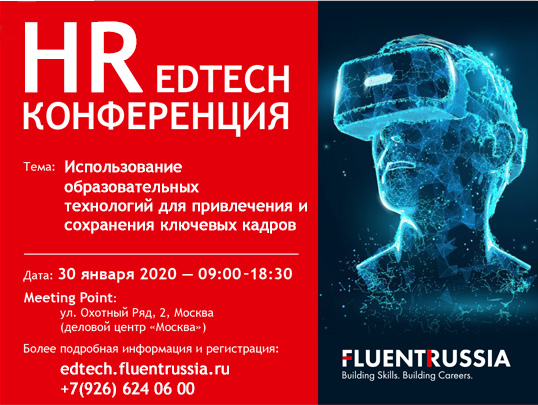 HR EDTECH
КОНФЕРЕНЦИЯ
Тема: Использование
образовательных
технологий для привлечения и
сохранения ключевых кадров
Дата: 30 января 2020 — 09:00-18:30
Meeting Point:
ул. Охотный Ряд, 2, Москва
(деловой центр «Москва»)
Более подробная информация и регистрация:
edtech.fluentrussia.ru
+7(926) 624 06 00
FLUENTRUSSIA
Building Skills. Building Careers.